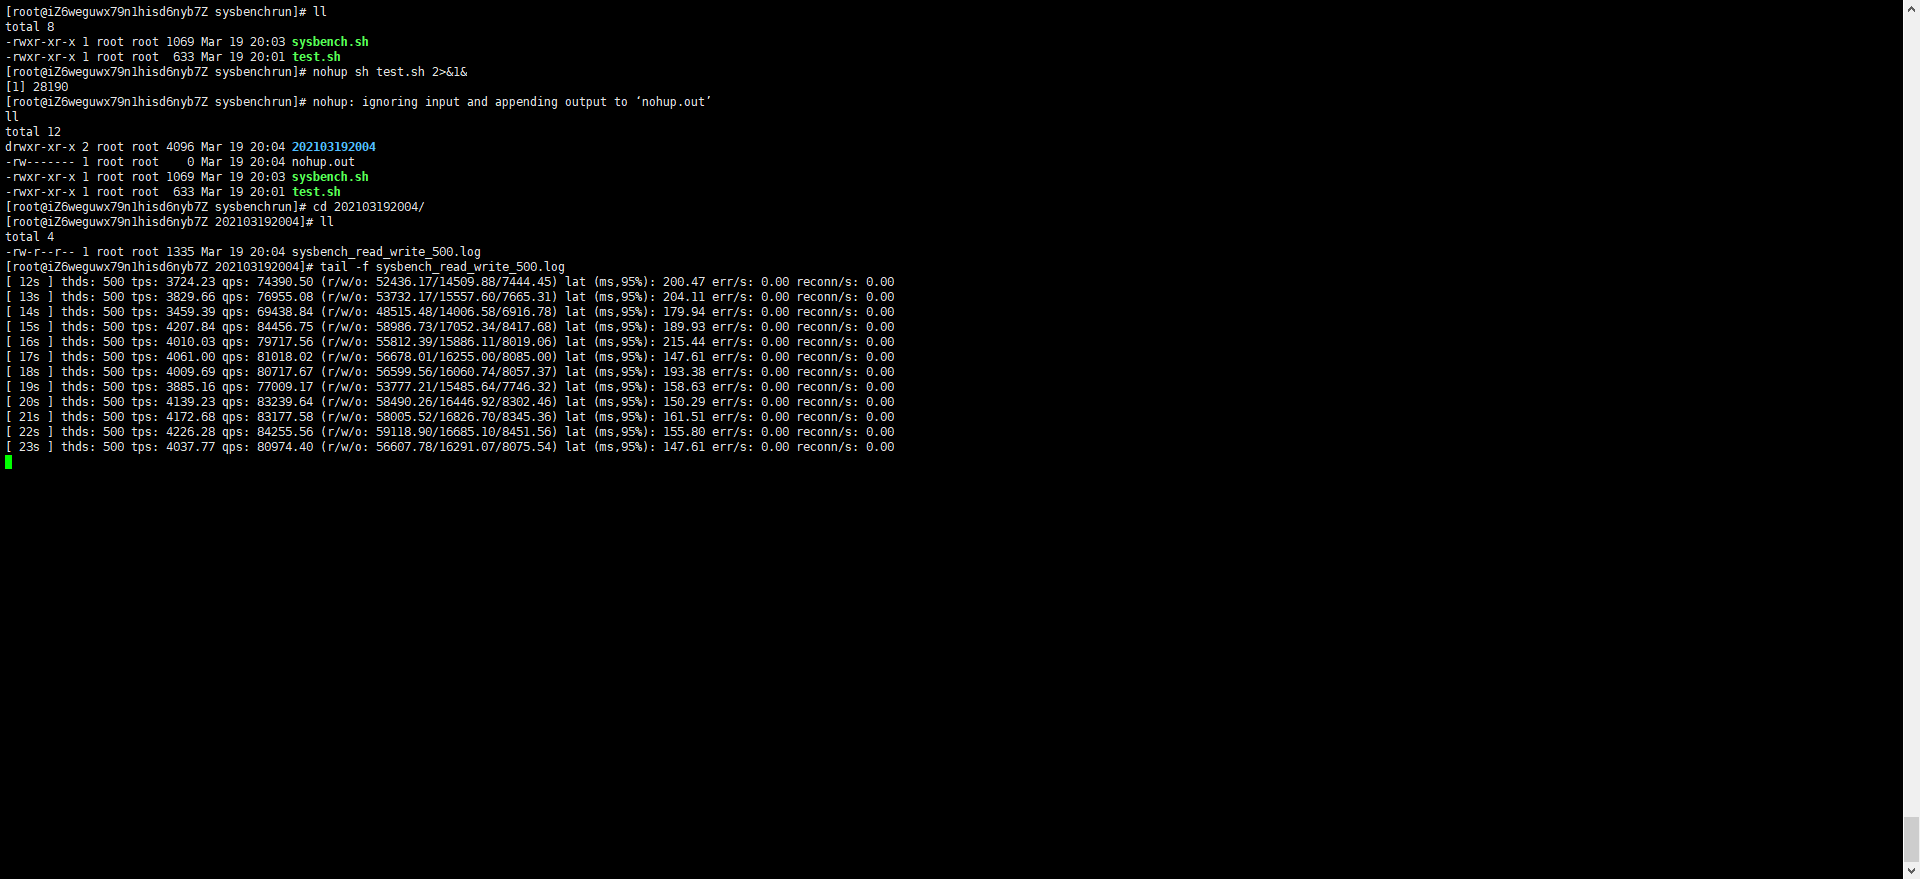 [root@iZ6weguwx79n1hisd6nyb7Z sysbenchrun]# ll
total 8
-rwxr-xr-x 1 root root 1069 Mar 19 20:03 sysbench.sh
-rwxr-xr-x 1 root root  633 Mar 19 20:01 test.sh
[root@iZ6weguwx79n1hisd6nyb7Z sysbenchrun]# nohup sh test.sh 2>&1&
[1] 28190
[root@iZ6weguwx79n1hisd6nyb7Z sysbenchrun]# nohup: ignoring input and appending output to ‘nohup.out’
ll
total 12
drwxr-xr-x 2 root root 4096 Mar 19 20:04 202103192004
-rw------- 1 root root    0 Mar 19 20:04 nohup.out
-rwxr-xr-x 1 root root 1069 Mar 19 20:03 sysbench.sh
-rwxr-xr-x 1 root root  633 Mar 19 20:01 test.sh
[root@iZ6weguwx79n1hisd6nyb7Z sysbenchrun]# cd 202103192004/
[root@iZ6weguwx79n1hisd6nyb7Z 202103192004]# ll
total 4
-rw-r--r-- 1 root root 1335 Mar 19 20:04 sysbench_read_write_500.log
[root@iZ6weguwx79n1hisd6nyb7Z 202103192004]# tail -f sysbench_read_write_500.log
[ 12s ] thds: 500 tps: 3724.23 qps: 74390.50 (r/w/o: 52436.17/14509.88/7444.45) lat (ms,95%): 200.47 err/s: 0.00 reconn/s: 0.00
[ 13s ] thds: 500 tps: 3829.66 qps: 76955.08 (r/w/o: 53732.17/15557.60/7665.31) lat (ms,95%): 204.11 err/s: 0.00 reconn/s: 0.00
[ 14s ] thds: 500 tps: 3459.39 qps: 69438.84 (r/w/o: 48515.48/14006.58/6916.78) lat (ms,95%): 179.94 err/s: 0.00 reconn/s: 0.00
[ 15s ] thds: 500 tps: 4207.84 qps: 84456.75 (r/w/o: 58986.73/17052.34/8417.68) lat (ms,95%): 189.93 err/s: 0.00 reconn/s: 0.00
[ 16s ] thds: 500 tps: 4010.03 qps: 79717.56 (r/w/o: 55812.39/15886.11/8019.06) lat (ms,95%): 215.44 err/s: 0.00 reconn/s: 0.00
[ 17s ] thds: 500 tps: 4061.00 qps: 81018.02 (r/w/o: 56678.01/16255.00/8085.00) lat (ms,95%): 147.61 err/s: 0.00 reconn/s: 0.00
[ 18s ] thds: 500 tps: 4009.69 qps: 80717.67 (r/w/o: 56599.56/16060.74/8057.37) lat (ms,95%): 193.38 err/s: 0.00 reconn/s: 0.00
[ 19s ] thds: 500 tps: 3885.16 qps: 77009.17 (r/w/o: 53777.21/15485.64/7746.32) lat (ms,95%): 158.63 err/s: 0.00 reconn/s: 0.00
[ 20s ] thds: 500 tps: 4139.23 qps: 83239.64 (r/w/o: 58490.26/16446.92/8302.46) lat (ms,95%): 150.29 err/s: 0.00 reconn/s: 0.00
[ 21s ] thds: 500 tps: 4172.68 qps: 83177.58 (r/w/o: 58005.52/16826.70/8345.36) lat (ms,95%): 161.51 err/s: 0.00 reconn/s: 0.00
[ 22s ] thds: 500 tps: 4226.28 qps: 84255.56 (r/w/o: 59118.90/16685.10/8451.56) lat (ms,95%): 155.80 err/s: 0.00 reconn/s: 0.00
[ 23s ] thds: 500 tps: 4037.77 qps: 80974.40 (r/w/o: 56607.78/16291.07/8075.54) lat (ms,95%): 147.61 err/s: 0.00 reconn/s: 0.00